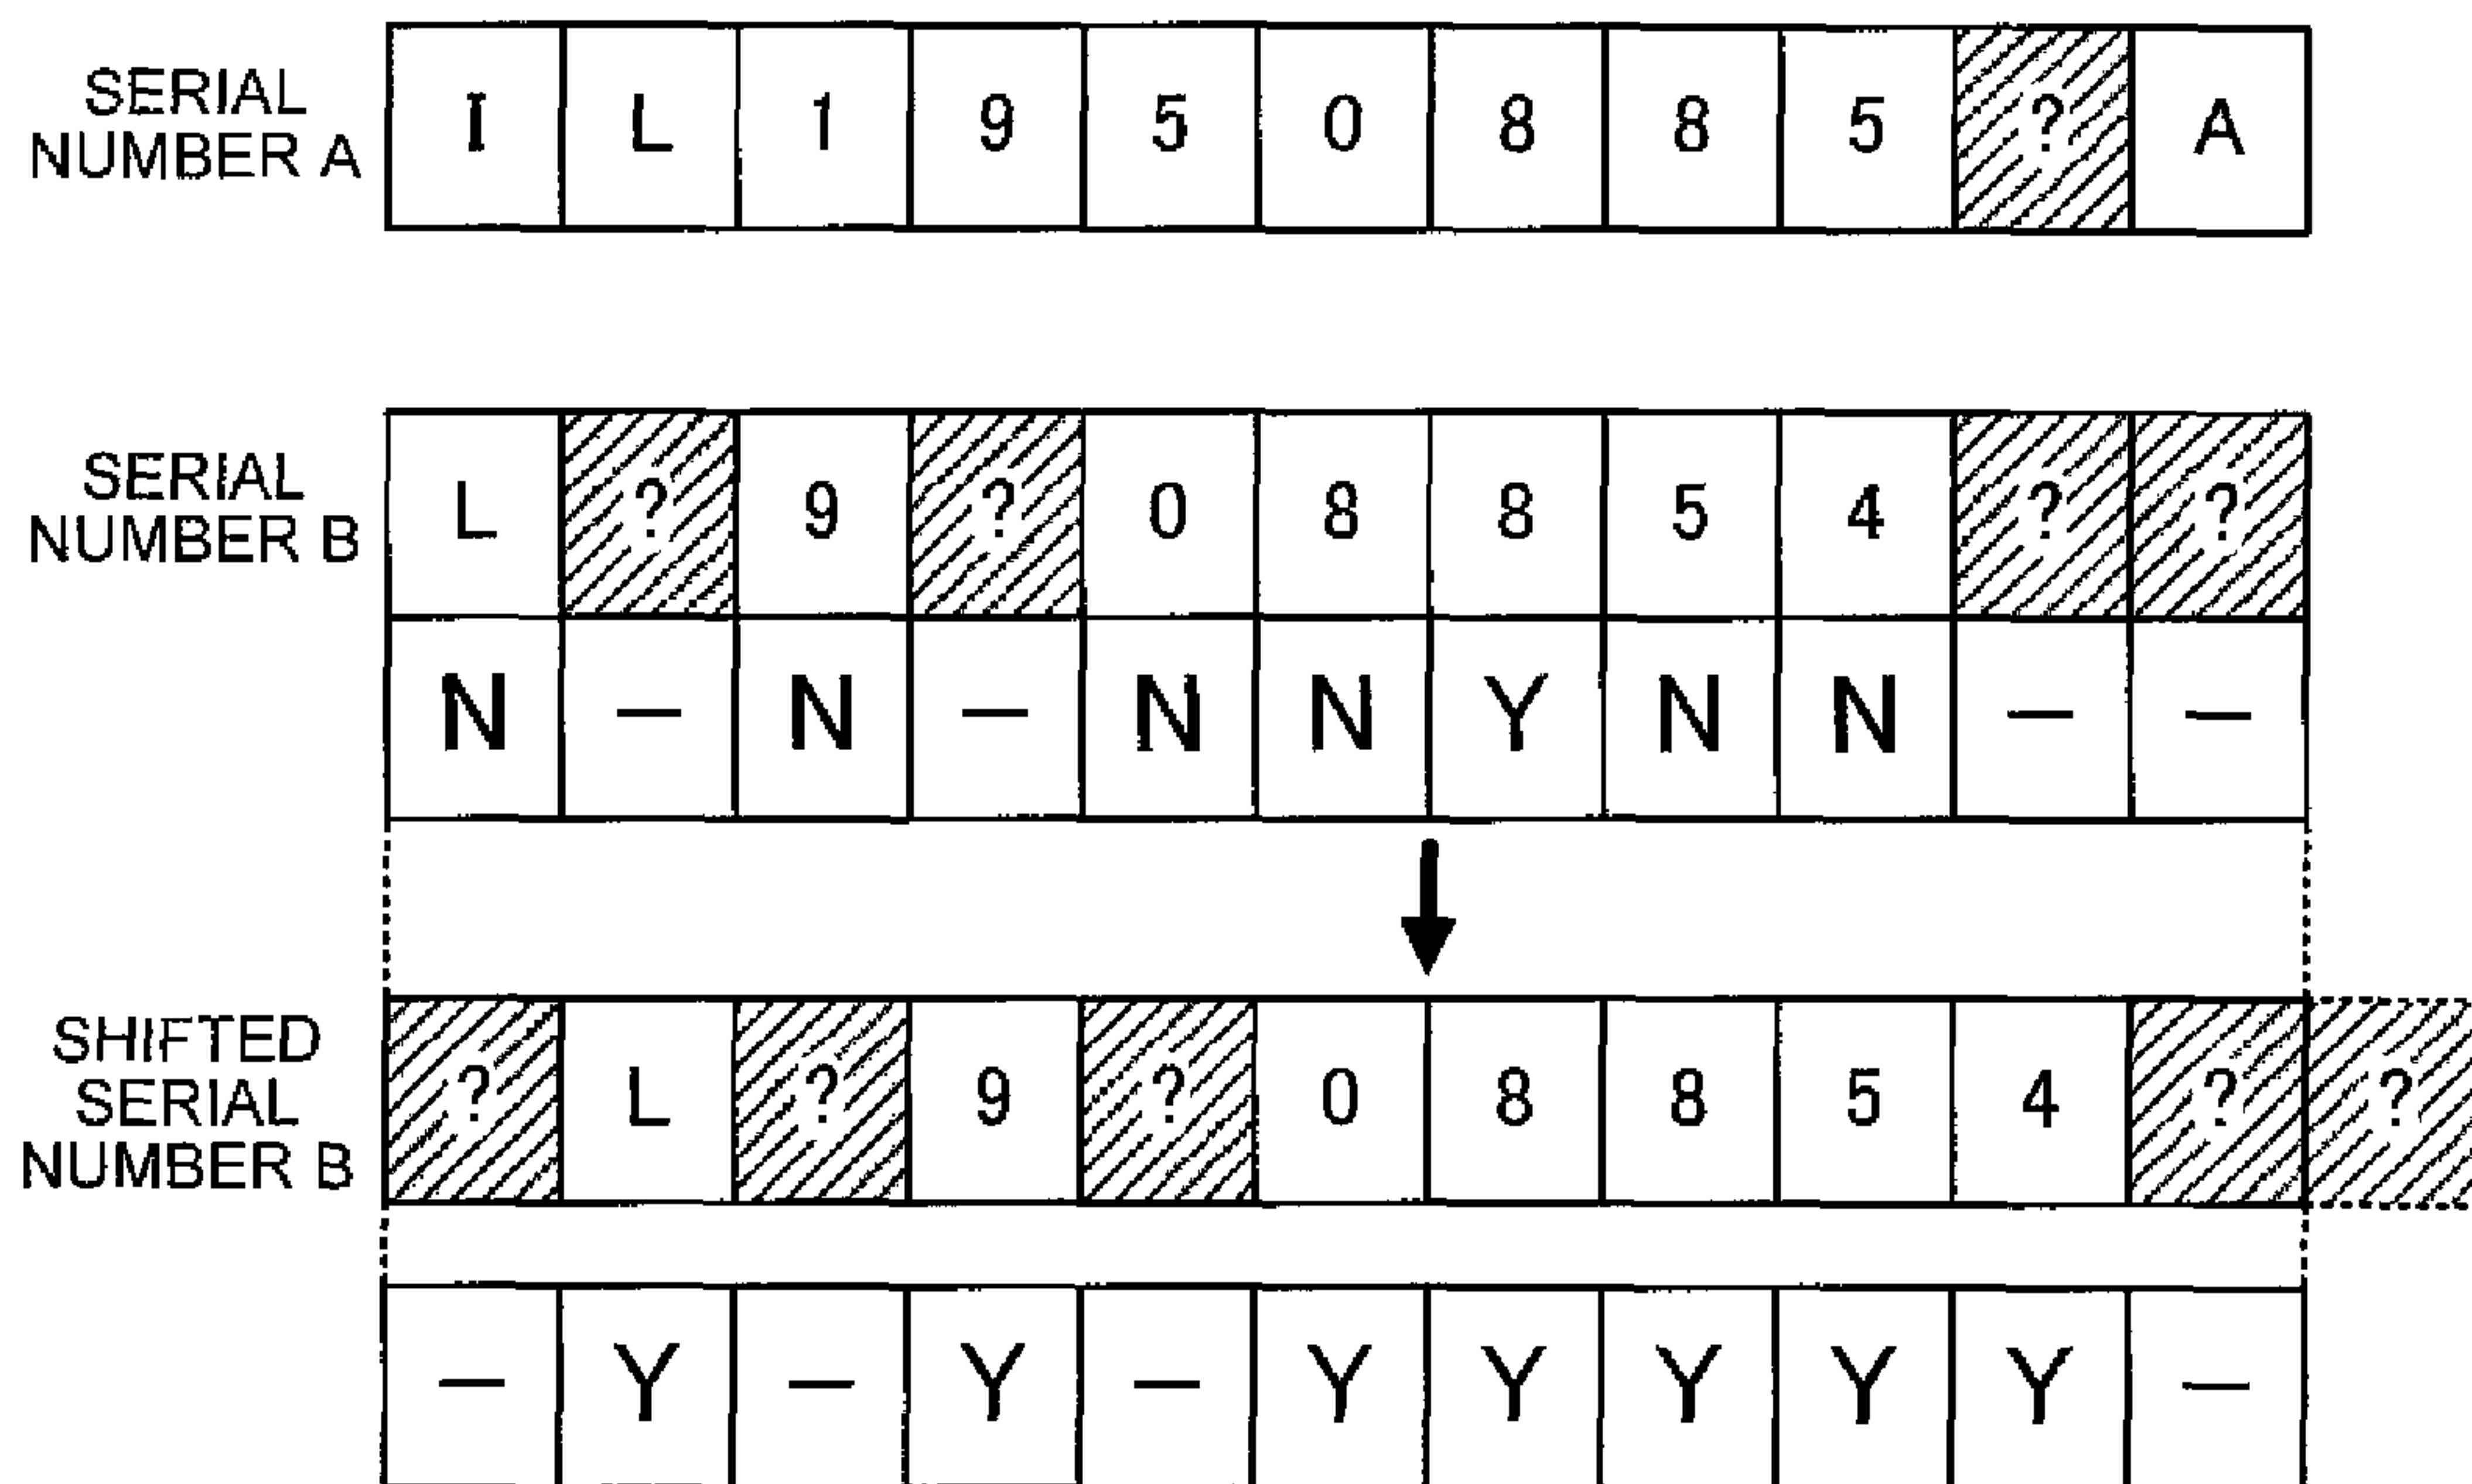 SERIAL
NUMBER A
I L 1 9 5 0 8 8 5 ? A
SERIAL
NUMBER B
L ? 9 ? 0 8 8 5 4 ? ?
N — N — N N Y N N — —
SHIFTED
SERIAL
NUMBER B
? L ? 9 ? 0 8 8 5 4 ? ?
— Y — Y — Y Y Y Y Y —